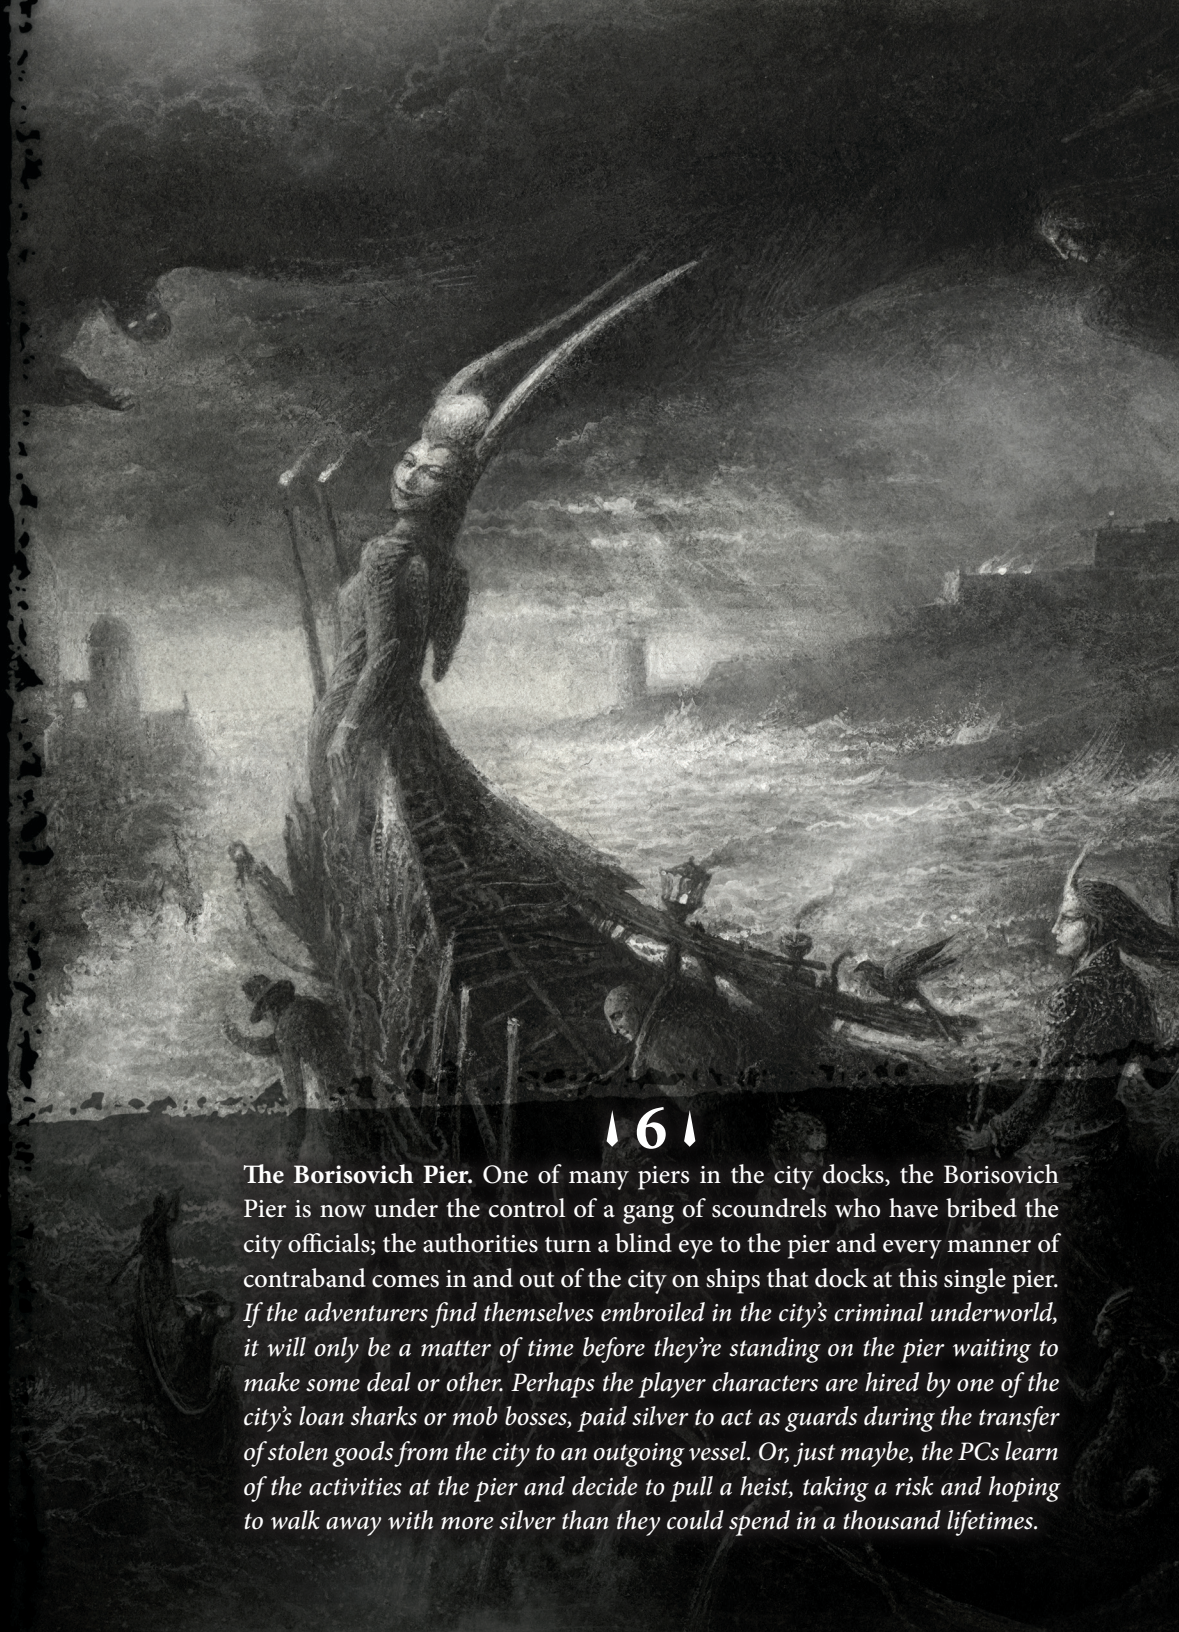 6
The Borisovich Pier. One of many piers in the city docks, the Borisovich
Pier is now under the control of a gang of scoundrels who have bribed the
city officials; the authorities turn a blind eye to the pier and every manner of
contraband comes in and out of the city on ships that dock at this single pier.
If the adventurers find themselves embroiled in the city’s criminal underworld,
it will only be a matter of time before they’re standing on the pier waiting to
make some deal or other. Perhaps the player characters are hired by one of the
city’s loan sharks or mob bosses, paid silver to act as guards during the transfer
of stolen goods from the city to an outgoing vessel. Or, just maybe, the PCs learn
of the activities at the pier and decide to pull a heist, taking a risk and hoping
to walk away with more silver than they could spend in a thousand lifetimes.